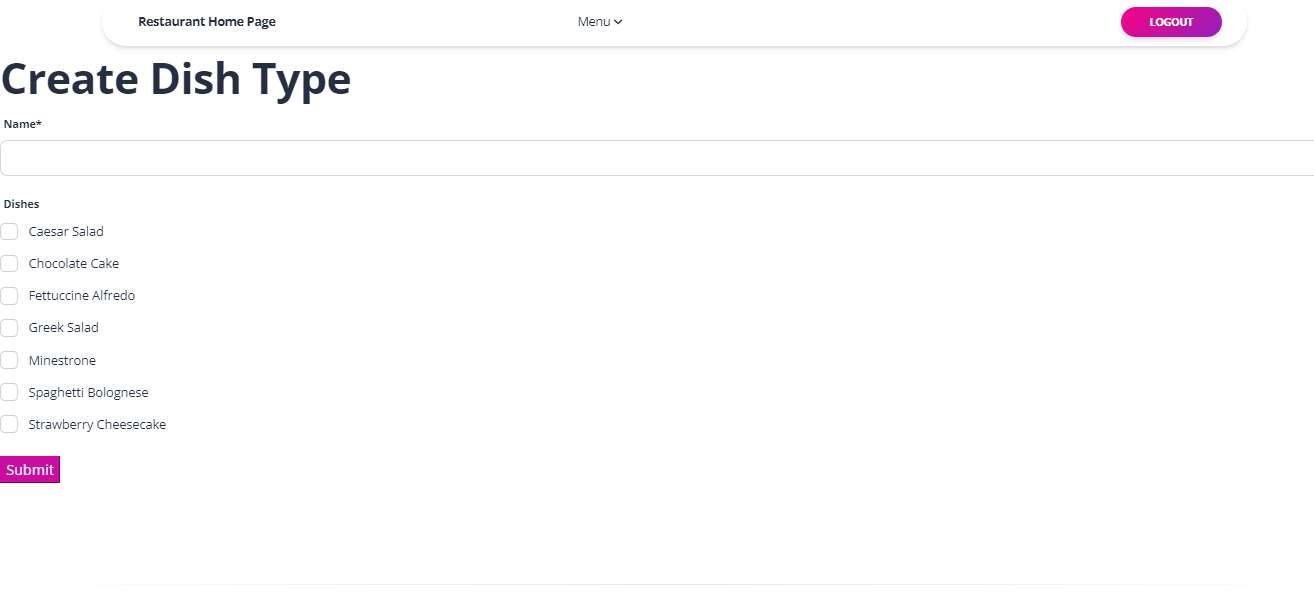 Restaurant Home Page Menu LOGOUT
Create Dish Type
Name*
Dishes
Caesar Salad
Chocolate Cake
Fettuccine Alfredo
Greek Salad
Minestrone
Spaghetti Bolognese
Strawberry Cheesecake
Submit